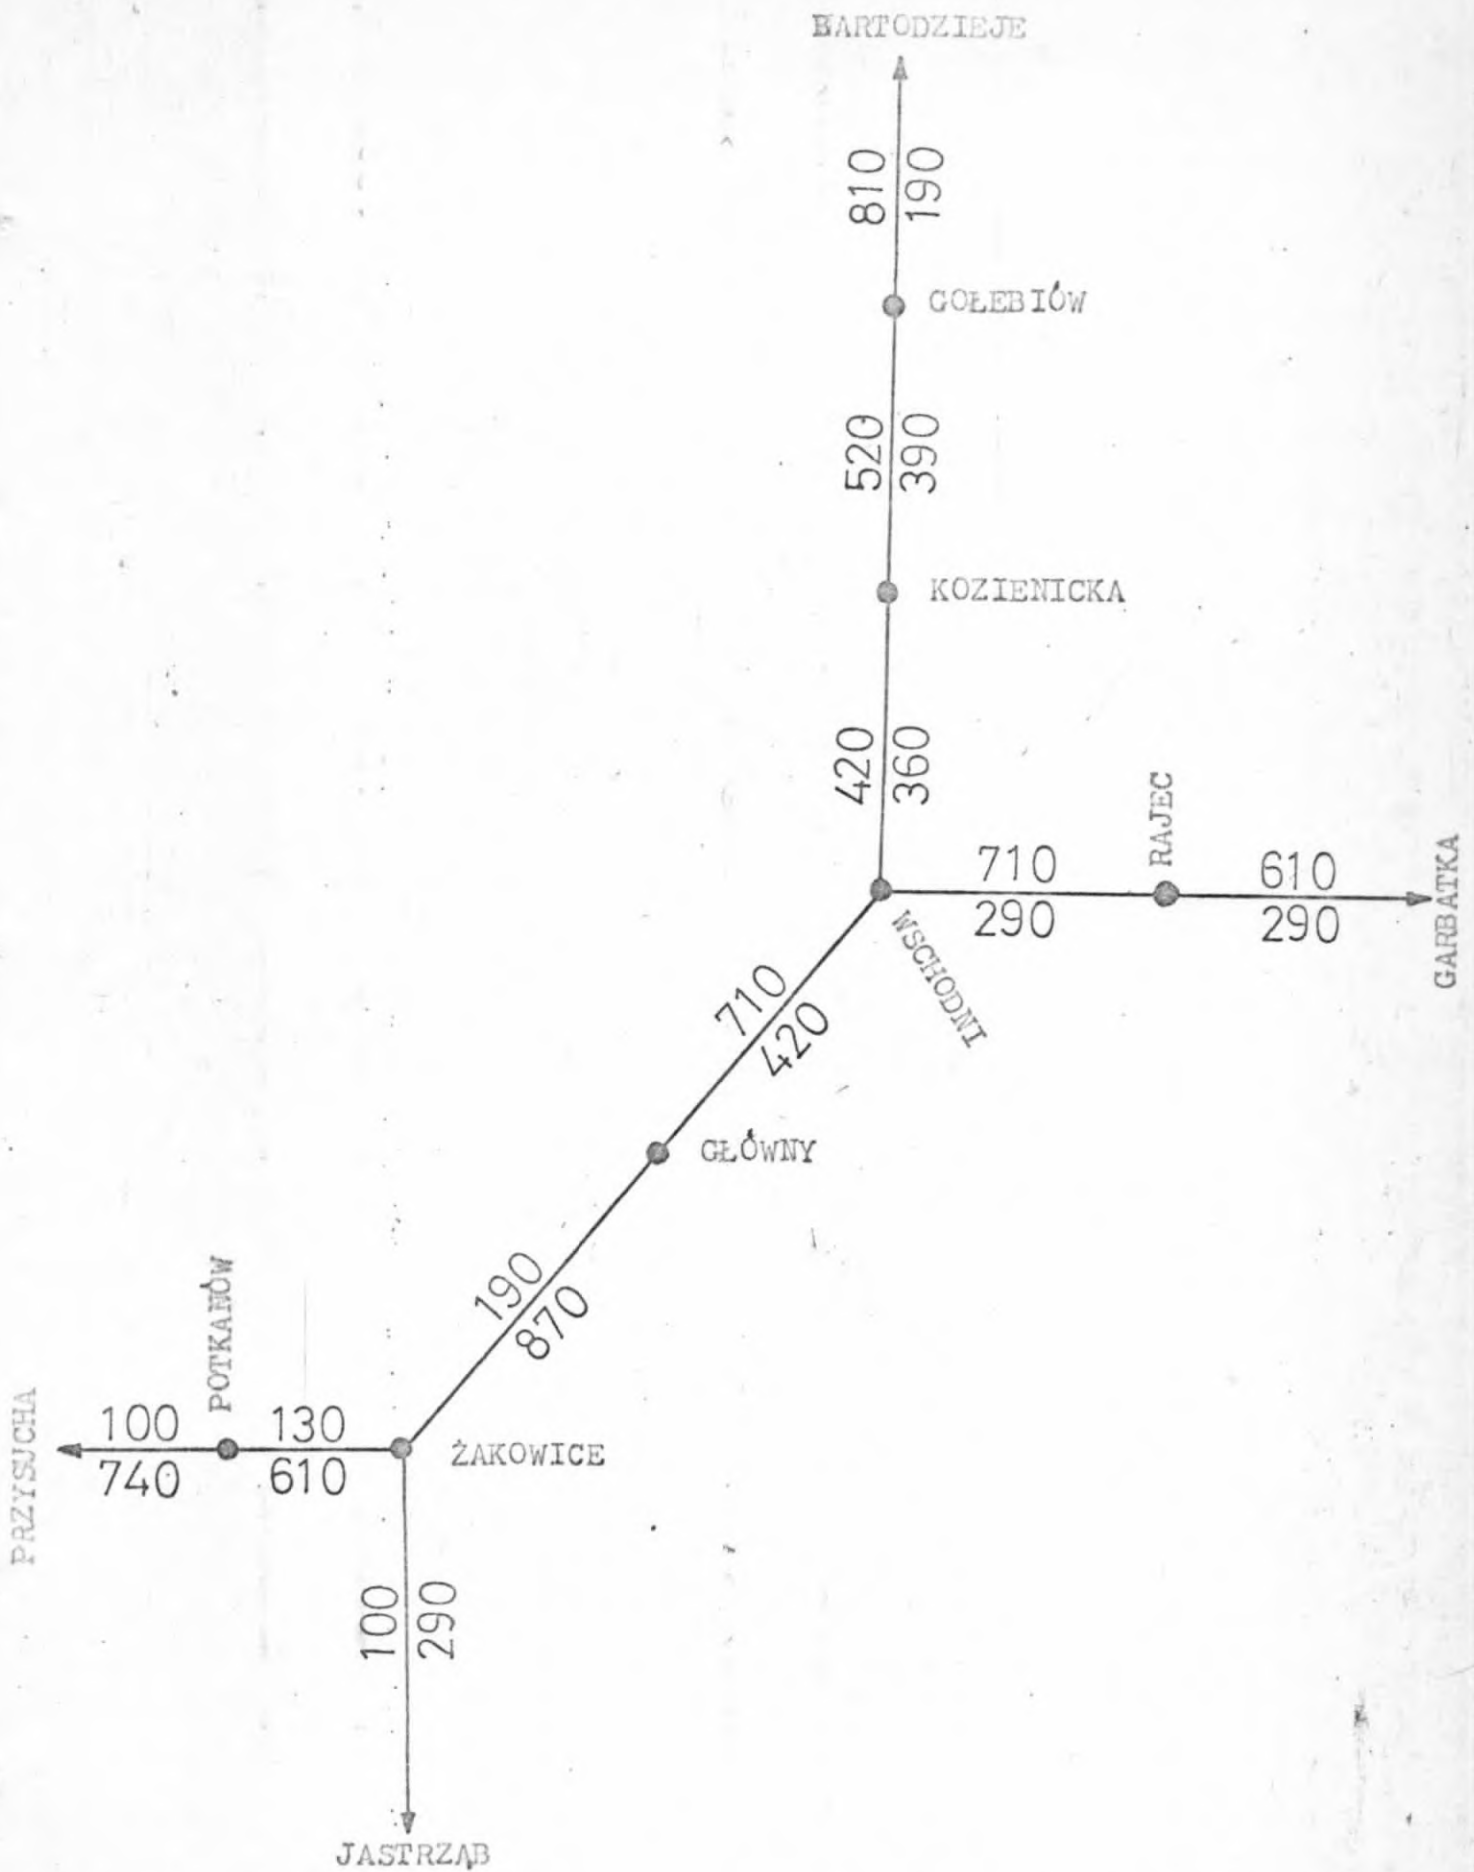 BARTODZIEJE
810
190
GOŁEBIÓW
520
390
KOZIENICKA
420
360
RAJEC
710
290
610
290
GARBATKA
WSCHODNI
710
420
GŁÓWNY
190
870
POTKANÓW
PRZYSUCHA
100
740
130
610
ŻAKOWICE
100
290
JASTRZĄB